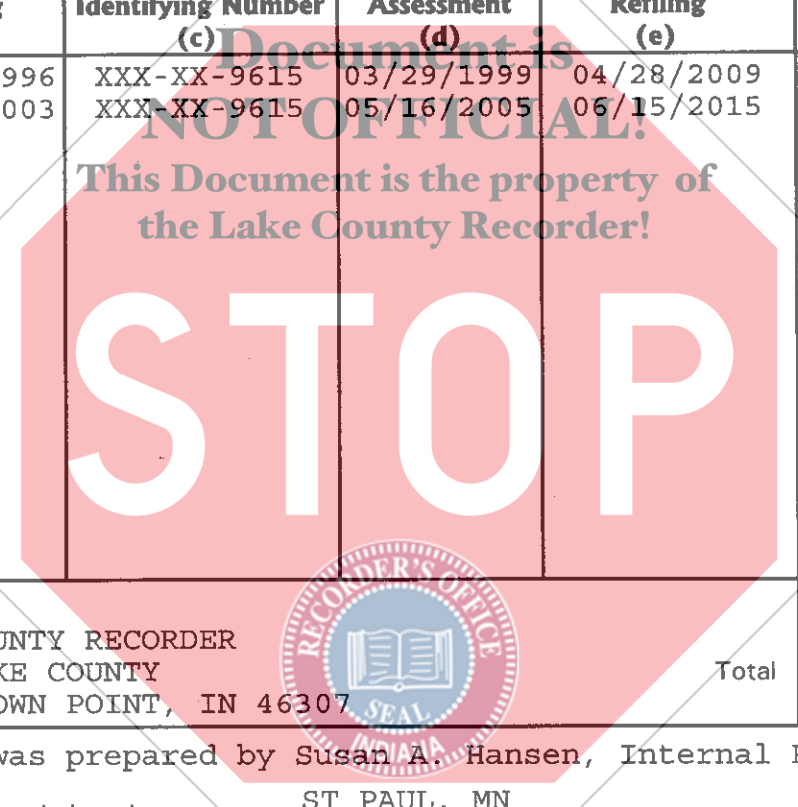 Identifying Number Assessment Refiling
(c) (d) (e)
Document is
996 XXX-XX-9615 03/29/1999 04/28/2009
003 XXX-XX-9615 05/16/2005 06/15/2015
NOT OFFICIAL!
This Document is the property of
the Lake County Recorder!
STOP
RECORDER'S OFFICE
SEAL
INDIANA
UNTY RECORDER
KE COUNTY Total
OWN POINT, IN 46307
was prepared by Susan A. Hansen, Internal
ST PAUL, MN